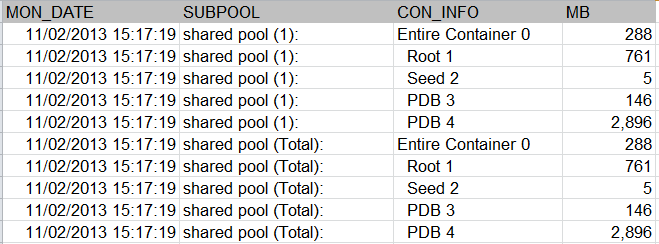 MON_DATE SUBPOOL CON_INFO MB
11/02/2013 15:17:19 shared pool (1): Entire Container 0 288
11/02/2013 15:17:19 shared pool (1): Root 1 761
11/02/2013 15:17:19 shared pool (1): Seed 2 5
11/02/2013 15:17:19 shared pool (1): PDB 3 146
11/02/2013 15:17:19 shared pool (1): PDB 4 2,896
11/02/2013 15:17:19 shared pool (Total): Entire Container 0 288
11/02/2013 15:17:19 shared pool (Total): Root 1 761
11/02/2013 15:17:19 shared pool (Total): Seed 2 5
11/02/2013 15:17:19 shared pool (Total): PDB 3 146
11/02/2013 15:17:19 shared pool (Total): PDB 4 2,896